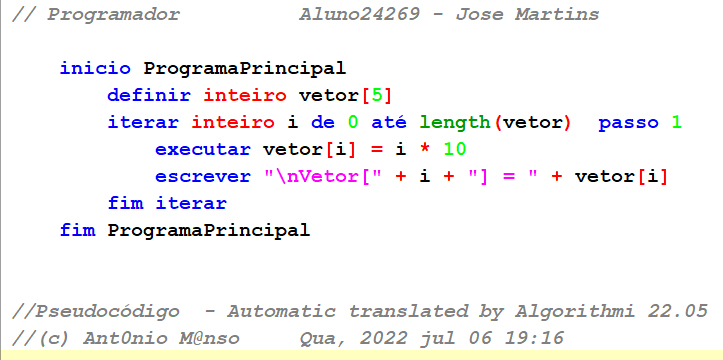 // Programador          Aluno24269 - Jose Martins
    inicio ProgramaPrincipal
        definir inteiro vetor[5]
        iterar inteiro i de 0 até length(vetor)  passo 1
            executar vetor[i] = i * 10
            escrever "\nVetor[" + i + "] = " + vetor[i]
        fim iterar
    fim ProgramaPrincipal
//Pseudocódigo  - Automatic translated by Algorithmi 22.05
//(c) Ant0nio M@nso     Qua, 2022 jul 06 19:16